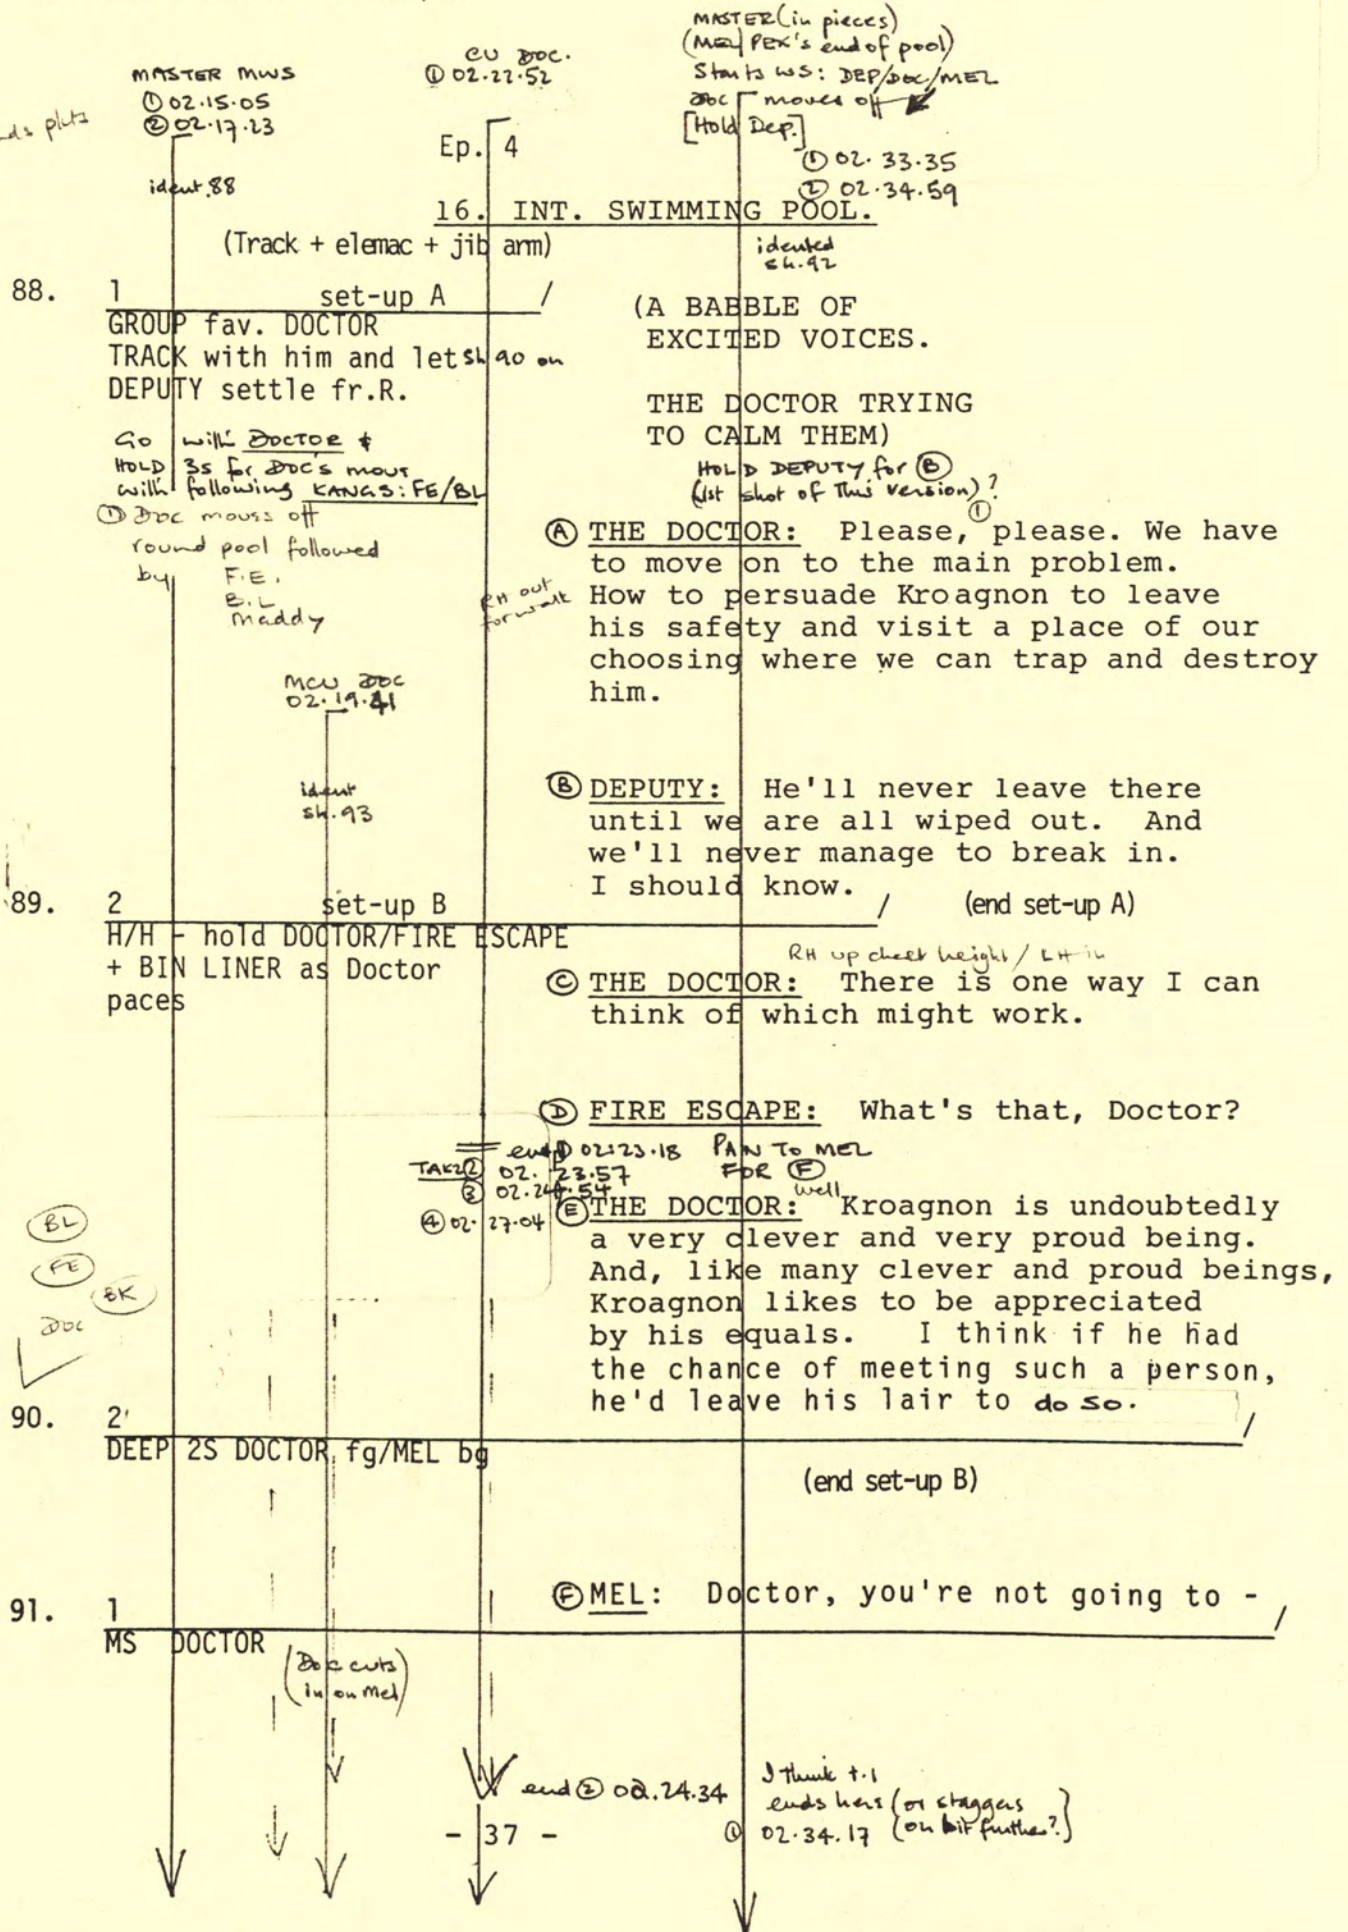 MASTER MWS
① 02.15.05
② 02.17.23
ident 88
CU DOC.
① 02.22.52
MASTER (in pieces)
(MEL/PEX's end of pool)
Starts WS: DEP/DOC/MEL
DOC moves off
[Hold Dep.]
① 02.33.35
② 02.34.59
Ep. 4
16. INT. SWIMMING POOL.
(Track + elemac + jib arm)
idented
sh.92
88. 1 set-up A /
GROUP fav. DOCTOR
TRACK with him and let
DEPUTY settle fr.R.
sh 90 on
(A BABBLE OF
EXCITED VOICES.
THE DOCTOR TRYING
TO CALM THEM)
Go with DOCTOR &
HOLD 3s for DOC's
with following KANGS: FE/BL
HOLD DEPUTY for Ⓑ
(1st shot of this version)?
①
① Doc moves off
round pool followed
by F.E.
B.L
Maddy
RH out
for walk
Ⓐ THE DOCTOR: Please, please. We have
to move on to the main problem.
How to persuade Kroagnon to leave
his safety and visit a place of our
choosing where we can trap and destroy
him.
MCU DOC
02.19.41
ident
sh.93
Ⓑ DEPUTY: He'll never leave there
until we are all wiped out. And
we'll never manage to break in.
I should know. / (end set-up A)
89. 2 set-up B
H/H - hold DOCTOR/FIRE ESCAPE
+ BIN LINER as Doctor
paces
RH up chest height / LH in
Ⓒ THE DOCTOR: There is one way I can
think of which might work.
Ⓓ FIRE ESCAPE: What's that, Doctor?
end ① 02.23.18 PAN TO MEL
FOR Ⓕ
TAKE ② 02.23.57
③ 02.24.54
④ 02.27.04
well
Ⓔ THE DOCTOR: Kroagnon is undoubtedly
a very clever and very proud being.
And, like many clever and proud beings,
Kroagnon likes to be appreciated
by his equals. I think if he had
the chance of meeting such a person,
he'd leave his lair to do so. /
BL
FE
BK
DOC
90. 2
DEEP 2S DOCTOR fg/MEL bg
(end set-up B)
Ⓕ MEL: Doctor, you're not going to - /
91. 1
MS DOCTOR
(Doc cuts
in on Mel)
end ② 02.24.34
I think t.1
ends here (or staggers
on bit further?)
① 02.34.17
- 37 -